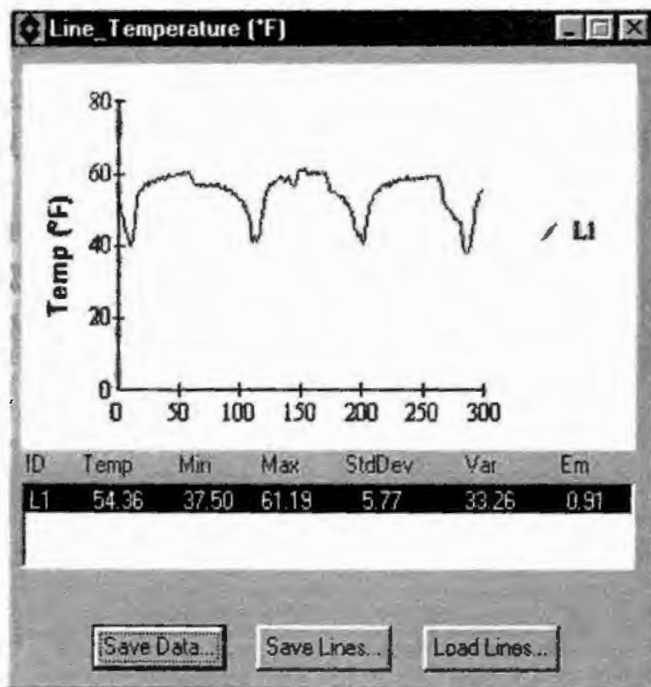 Line_Temperature (°F)
80
60
40
20
0
Temp (°F)
0 50 100 150 200 250 300
L1
ID Temp Min Max StdDev Var Em
L1 54.36 37.50 61.19 5.77 33.26 0.91
Save Data...
Save Lines...
Load Lines...